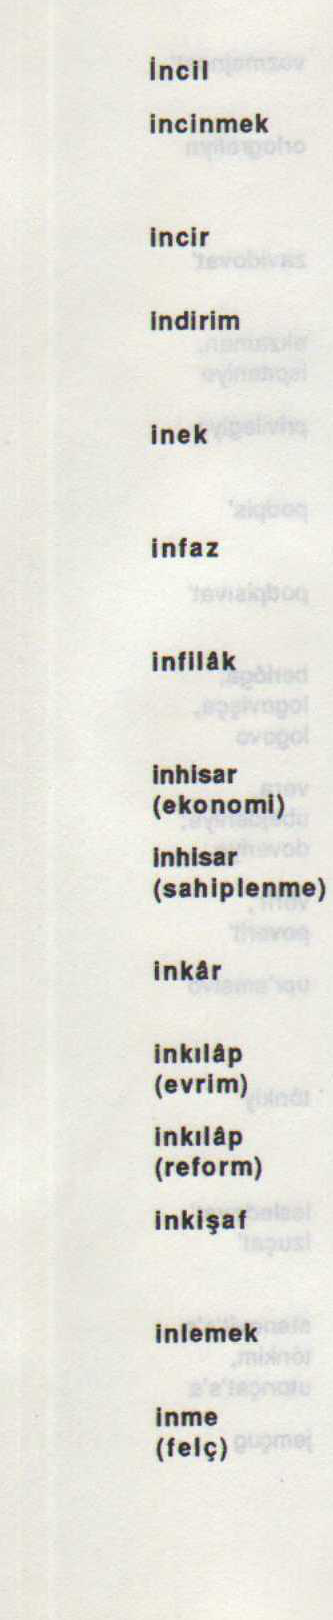 İncil
incinmek
incir
indirim
inek
infaz
infilâk
inhisar
(ekonomi)
inhisar
(sahiplenme)
inkâr
inkılâp
(evrim)
inkılâp
(reform)
inkişaf
inlemek
inme
(felç)